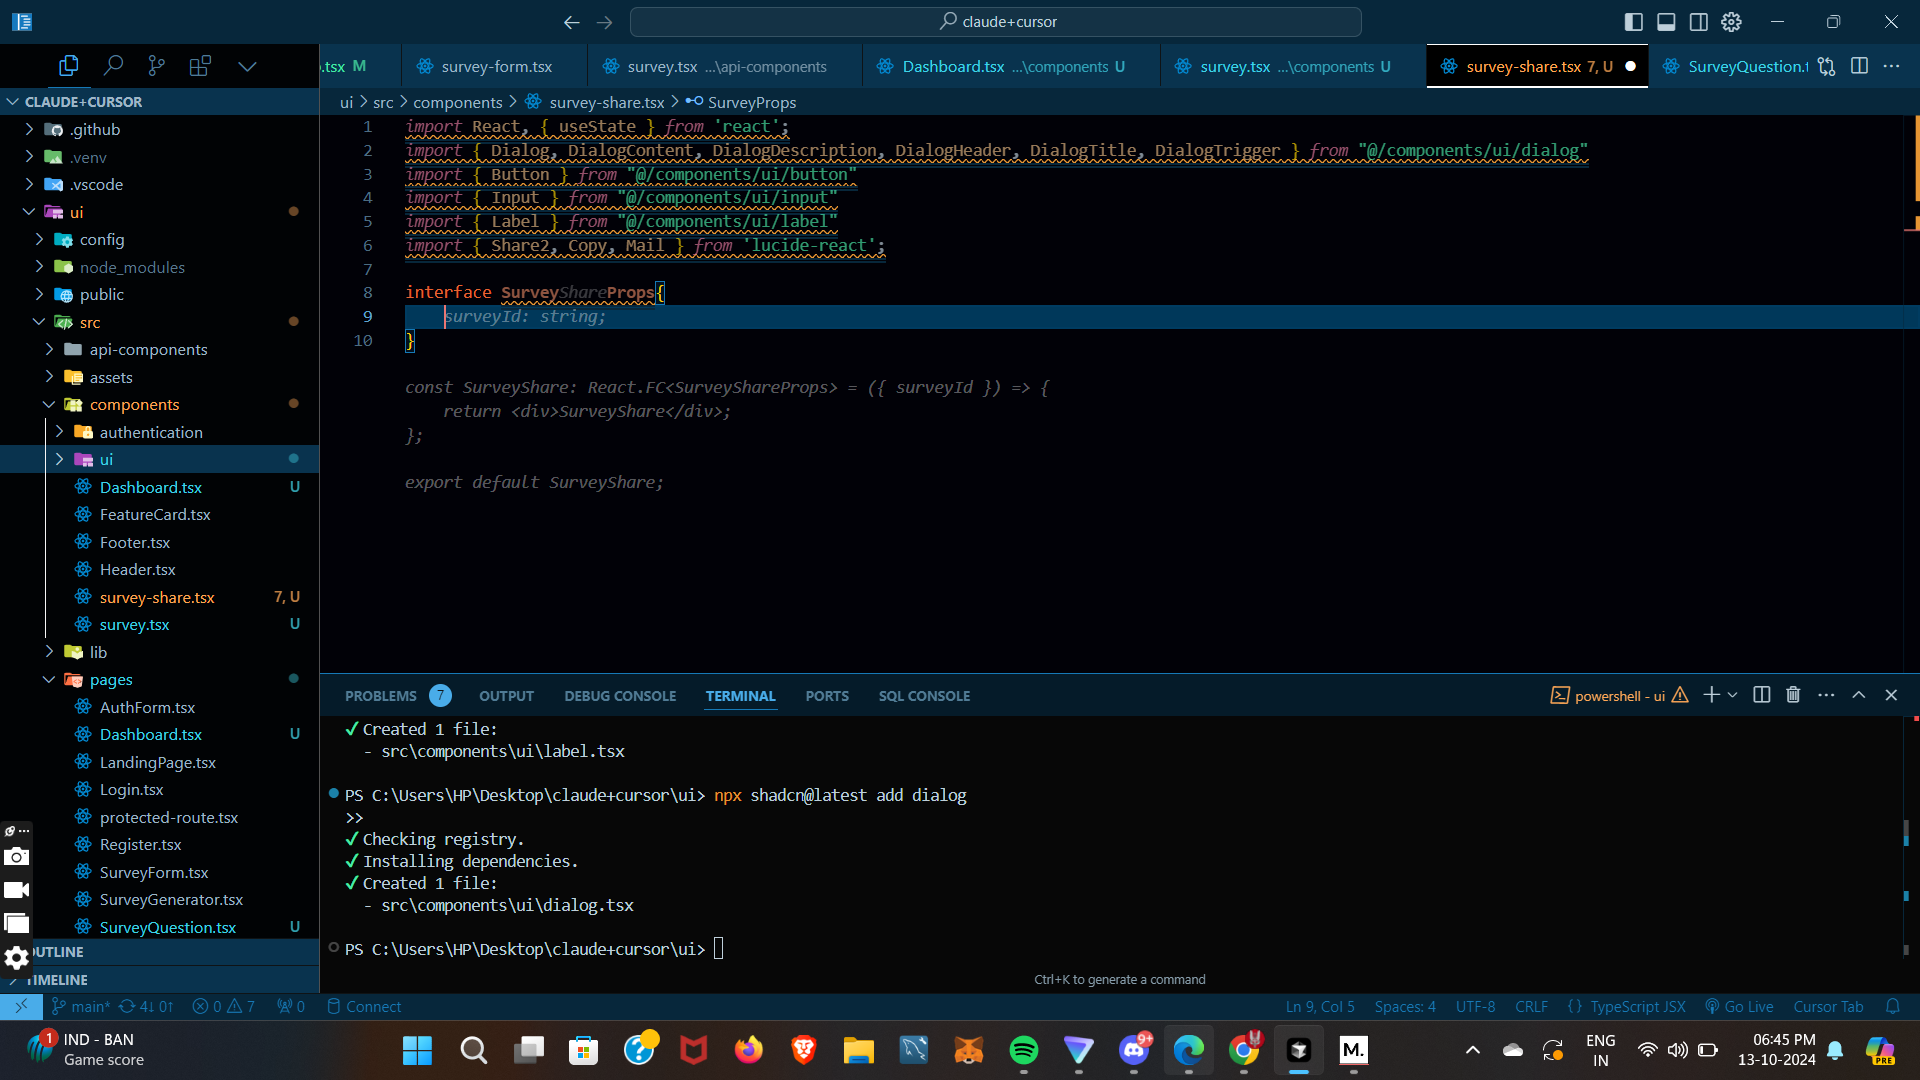 claude+cursor
.tsx M
survey-form.tsx
survey.tsx ...\api-components
Dashboard.tsx ...\components U
survey.tsx ...\components U
survey-share.tsx 7, U
SurveyQuestion.
CLAUDE+CURSOR
.github
.venv
.vscode
ui
config
node_modules
public
src
api-components
assets
components
authentication
ui
Dashboard.tsx U
FeatureCard.tsx
Footer.tsx
Header.tsx
survey-share.tsx 7, U
survey.tsx U
lib
pages
AuthForm.tsx
Dashboard.tsx U
LandingPage.tsx
Login.tsx
protected-route.tsx
Register.tsx
SurveyForm.tsx
SurveyGenerator.tsx
SurveyQuestion.tsx U
OUTLINE
TIMELINE
ui > src > components > survey-share.tsx > SurveyProps
1 import React, { useState } from 'react';
2 import { Dialog, DialogContent, DialogDescription, DialogHeader, DialogTitle, DialogTrigger } from "@/components/ui/dialog"
3 import { Button } from "@/components/ui/button"
4 import { Input } from "@/components/ui/input"
5 import { Label } from "@/components/ui/label"
6 import { Share2, Copy, Mail } from 'lucide-react';
7
8 interface SurveyShareProps{
9 surveyId: string;
10 }
const SurveyShare: React.FC<SurveyShareProps> = ({ surveyId }) => {
return <div>SurveyShare</div>;
};
export default SurveyShare;
PROBLEMS 7 OUTPUT DEBUG CONSOLE TERMINAL PORTS SQL CONSOLE
powershell - ui
✓ Created 1 file:
- src\components\ui\label.tsx
PS C:\Users\HP\Desktop\claude+cursor\ui> npx shadcn@latest add dialog
>>
✓ Checking registry.
✓ Installing dependencies.
✓ Created 1 file:
- src\components\ui\dialog.tsx
PS C:\Users\HP\Desktop\claude+cursor\ui>
Ctrl+K to generate a command
main* 4↓ 0↑ 0 7 0 Connect
Ln 9, Col 5 Spaces: 4 UTF-8 CRLF {} TypeScript JSX Go Live Cursor Tab
1
IND - BAN
Game score
9+
M.
PRE
ENG
IN
06:45 PM
13-10-2024